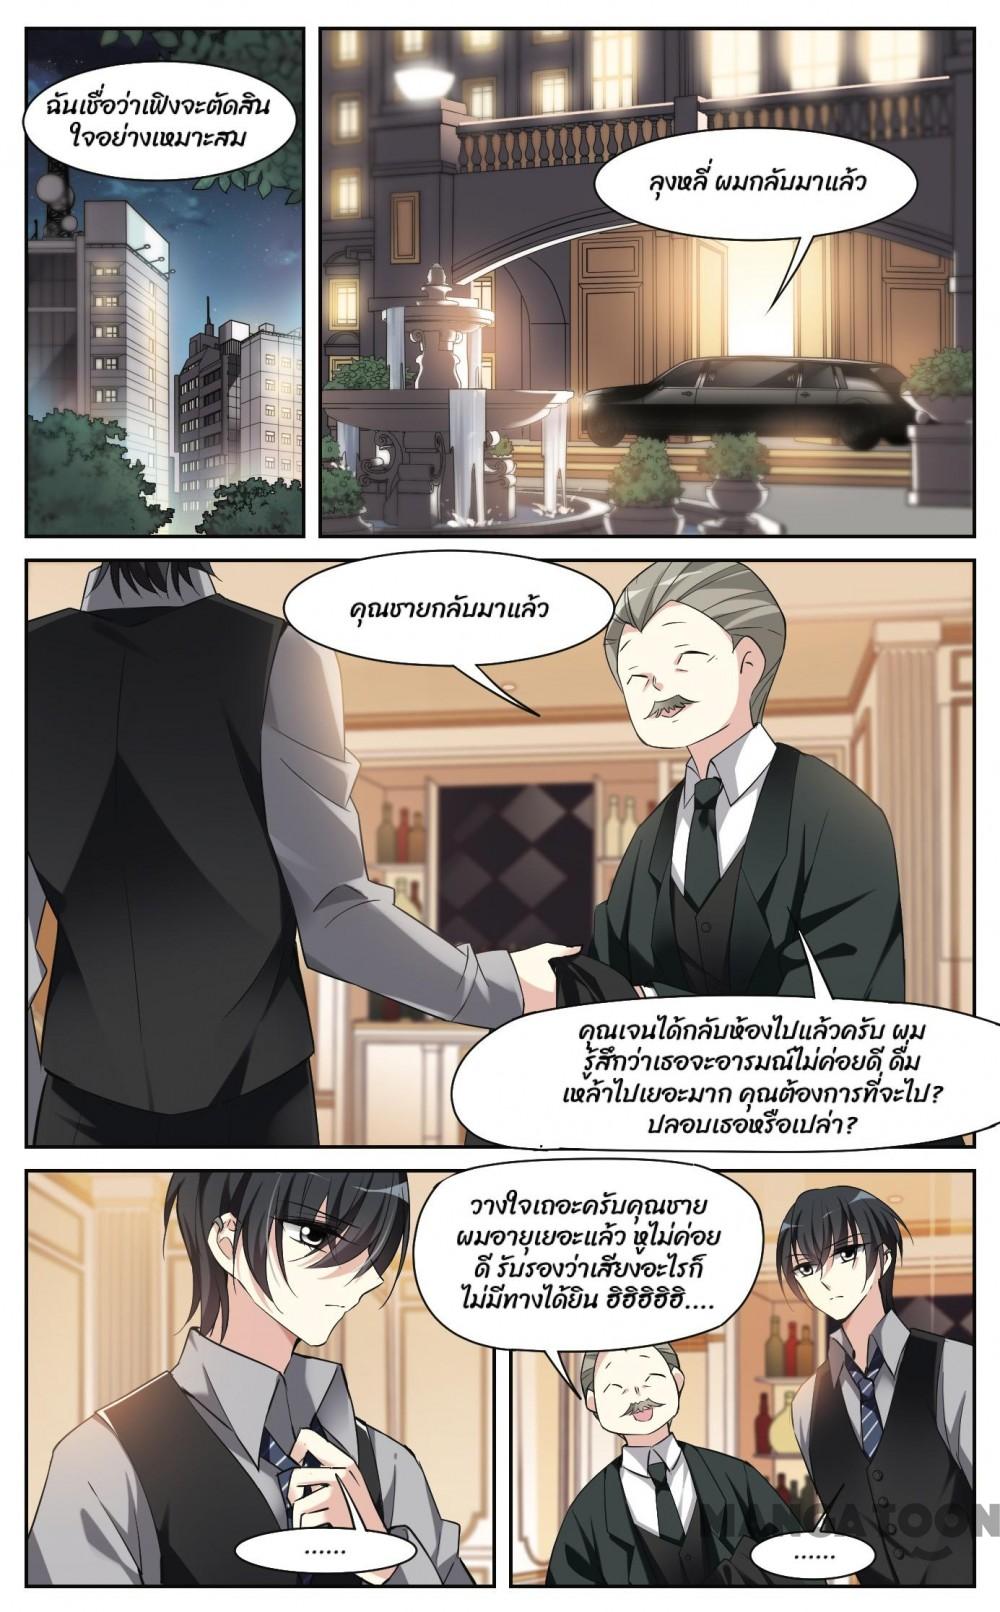 ฉันเชื่อว่าเฟิงจะตัดสิน
ใจอย่างเหมาะสม
ลุงหลี่ ผมกลับมาแล้ว
คุณชายกลับมาแล้ว
คุณเจนได้กลับห้องไปแล้วครับ ผม
รู้สึกว่าเธอจะอารมณ์ไม่ค่อยดี ดื่ม
เหล้าไปเยอะมาก คุณต้องการที่จะไป?
ปลอบเธอหรือเปล่า?
วางใจเถอะครับคุณชาย
ผมอายุเยอะแล้ว หูไม่ค่อย
ดี รับรองว่าเสียงอะไรก็
ไม่มีทางได้ยิน ฮิฮิฮิฮิฮิ....
......
......
MANGATOON